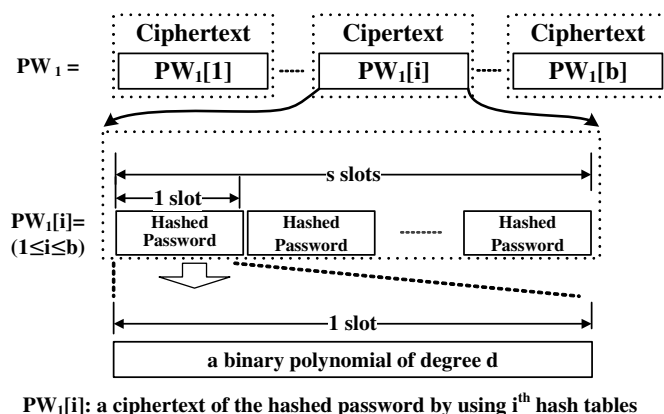 Ciphertext Cipertext Ciphertext
PW₁ = PW₁[1] PW₁[i] PW₁[b]
s slots
1 slot
PW₁[i]=
(1≤i≤b)
Hashed Password Hashed Password Hashed Password
1 slot
a binary polynomial of degree d
PW₁[i]: a ciphertext of the hashed password by using iᵗʰ hash tables